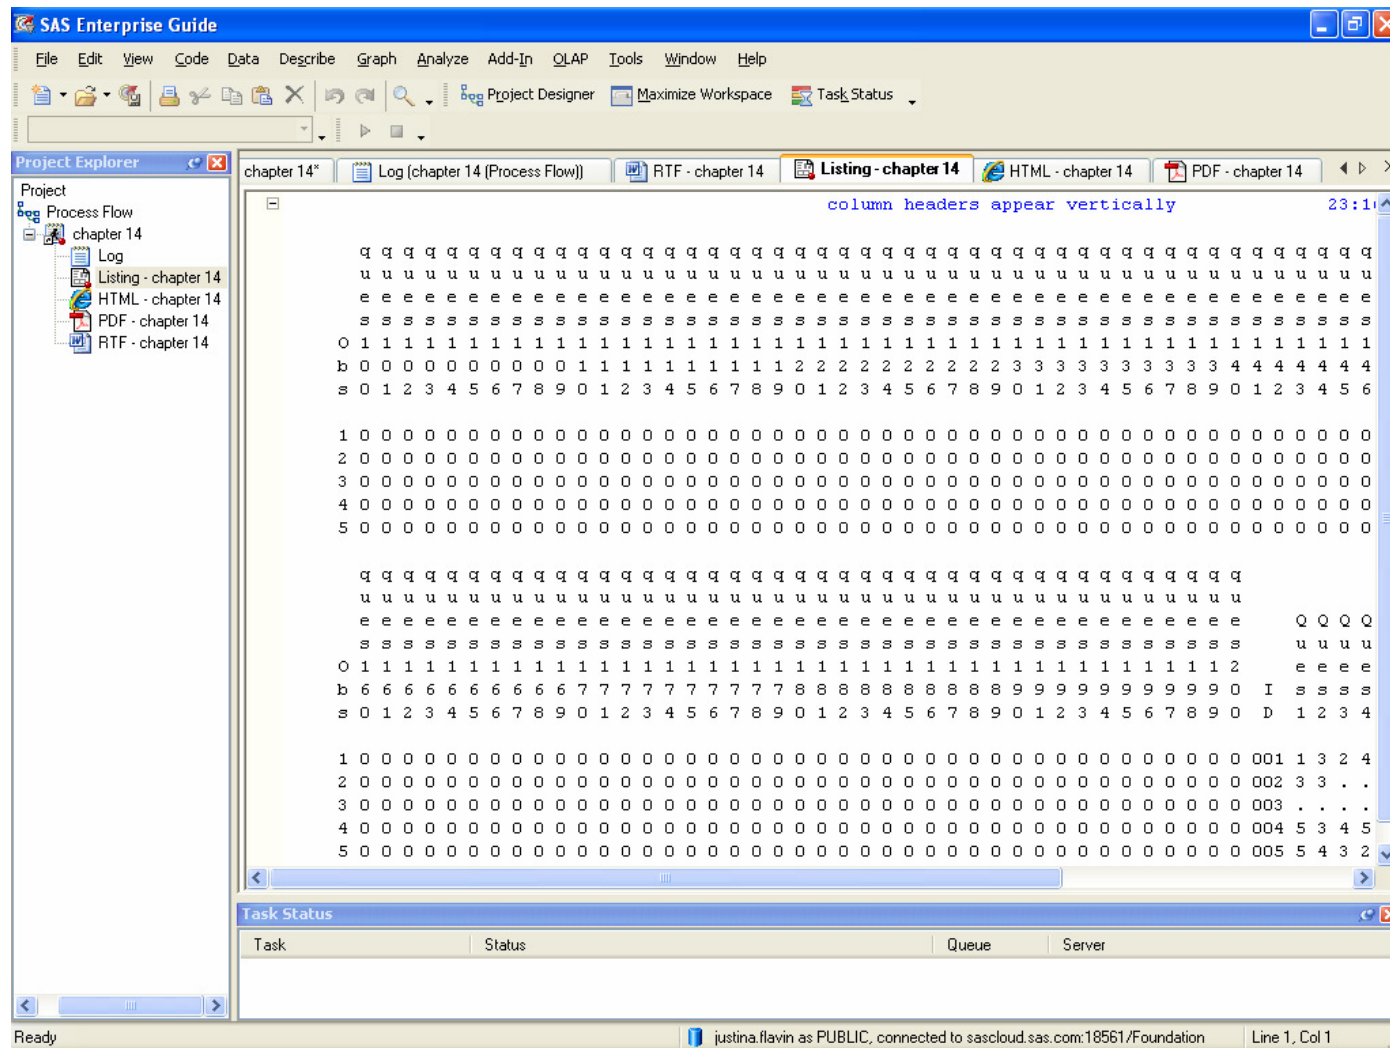 SAS Enterprise Guide
File Edit View Code Data Describe Graph Analyze Add-In OLAP Tools Window Help
Project Designer Maximize Workspace Task Status
Project Explorer
chapter 14* Log (chapter 14 (Process Flow)) RTF - chapter 14 Listing - chapter 14 HTML - chapter 14 PDF - chapter 14
Project
Process Flow
chapter 14
Log
Listing - chapter 14
HTML - chapter 14
PDF - chapter 14
RTF - chapter 14
column headers appear vertically 23:1
q q q q q q q q q q q q q q q q q q q q q q q q q q q q q q q q q q q q q q q q q q q q q q q
u u u u u u u u u u u u u u u u u u u u u u u u u u u u u u u u u u u u u u u u u u u u u u u
e e e e e e e e e e e e e e e e e e e e e e e e e e e e e e e e e e e e e e e e e e e e e e e
s s s s s s s s s s s s s s s s s s s s s s s s s s s s s s s s s s s s s s s s s s s s s s s
O 1 1 1 1 1 1 1 1 1 1 1 1 1 1 1 1 1 1 1 1 1 1 1 1 1 1 1 1 1 1 1 1 1 1 1 1 1 1 1 1 1 1 1 1 1 1 1
b 0 0 0 0 0 0 0 0 0 0 1 1 1 1 1 1 1 1 1 1 2 2 2 2 2 2 2 2 2 2 3 3 3 3 3 3 3 3 3 3 4 4 4 4 4 4 4
s 0 1 2 3 4 5 6 7 8 9 0 1 2 3 4 5 6 7 8 9 0 1 2 3 4 5 6 7 8 9 0 1 2 3 4 5 6 7 8 9 0 1 2 3 4 5 6
1 0 0 0 0 0 0 0 0 0 0 0 0 0 0 0 0 0 0 0 0 0 0 0 0 0 0 0 0 0 0 0 0 0 0 0 0 0 0 0 0 0 0 0 0 0 0 0
2 0 0 0 0 0 0 0 0 0 0 0 0 0 0 0 0 0 0 0 0 0 0 0 0 0 0 0 0 0 0 0 0 0 0 0 0 0 0 0 0 0 0 0 0 0 0 0
3 0 0 0 0 0 0 0 0 0 0 0 0 0 0 0 0 0 0 0 0 0 0 0 0 0 0 0 0 0 0 0 0 0 0 0 0 0 0 0 0 0 0 0 0 0 0 0
4 0 0 0 0 0 0 0 0 0 0 0 0 0 0 0 0 0 0 0 0 0 0 0 0 0 0 0 0 0 0 0 0 0 0 0 0 0 0 0 0 0 0 0 0 0 0 0
5 0 0 0 0 0 0 0 0 0 0 0 0 0 0 0 0 0 0 0 0 0 0 0 0 0 0 0 0 0 0 0 0 0 0 0 0 0 0 0 0 0 0 0 0 0 0 0
q q q q q q q q q q q q q q q q q q q q q q q q q q q q q q q q q q q q q q q q q
u u u u u u u u u u u u u u u u u u u u u u u u u u u u u u u u u u u u u u u u u
e e e e e e e e e e e e e e e e e e e e e e e e e e e e e e e e e e e e e e e e e Q Q Q Q
s s s s s s s s s s s s s s s s s s s s s s s s s s s s s s s s s s s s s s s s s u u u u
O 1 1 1 1 1 1 1 1 1 1 1 1 1 1 1 1 1 1 1 1 1 1 1 1 1 1 1 1 1 1 1 1 1 1 1 1 1 1 1 1 2 e e e e
b 6 6 6 6 6 6 6 6 6 6 7 7 7 7 7 7 7 7 7 7 8 8 8 8 8 8 8 8 8 8 9 9 9 9 9 9 9 9 9 9 0 I s s s s
s 0 1 2 3 4 5 6 7 8 9 0 1 2 3 4 5 6 7 8 9 0 1 2 3 4 5 6 7 8 9 0 1 2 3 4 5 6 7 8 9 0 D 1 2 3 4
1 0 0 0 0 0 0 0 0 0 0 0 0 0 0 0 0 0 0 0 0 0 0 0 0 0 0 0 0 0 0 0 0 0 0 0 0 0 0 0 0 0 001 1 3 2 4
2 0 0 0 0 0 0 0 0 0 0 0 0 0 0 0 0 0 0 0 0 0 0 0 0 0 0 0 0 0 0 0 0 0 0 0 0 0 0 0 0 0 002 3 3 . .
3 0 0 0 0 0 0 0 0 0 0 0 0 0 0 0 0 0 0 0 0 0 0 0 0 0 0 0 0 0 0 0 0 0 0 0 0 0 0 0 0 0 003 . . . .
4 0 0 0 0 0 0 0 0 0 0 0 0 0 0 0 0 0 0 0 0 0 0 0 0 0 0 0 0 0 0 0 0 0 0 0 0 0 0 0 0 0 004 5 3 4 5
5 0 0 0 0 0 0 0 0 0 0 0 0 0 0 0 0 0 0 0 0 0 0 0 0 0 0 0 0 0 0 0 0 0 0 0 0 0 0 0 0 0 005 5 4 3 2
Task Status
Task Status Queue Server
Ready justina.flavin as PUBLIC, connected to sascloud.sas.com:18561/Foundation Line 1, Col 1